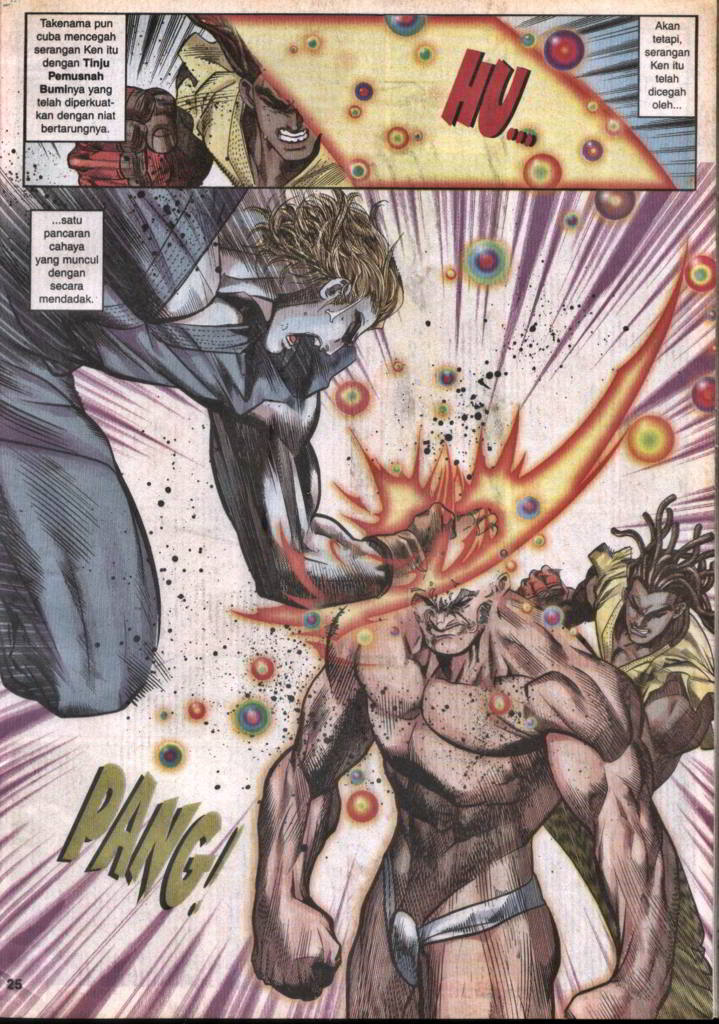 Takenama pun
cuba mencegah
serangan Ken itu
dengan Tinju
Pemusnah
Buminya yang
telah diperkuat-
kan dengan niat
bertarungnya.
HU...
Akan
tetapi,
serangan
Ken itu
telah
dicegah
oleh...
...satu
pancaran
cahaya
yang muncul
dengan
secara
mendadak.
PANG!
25